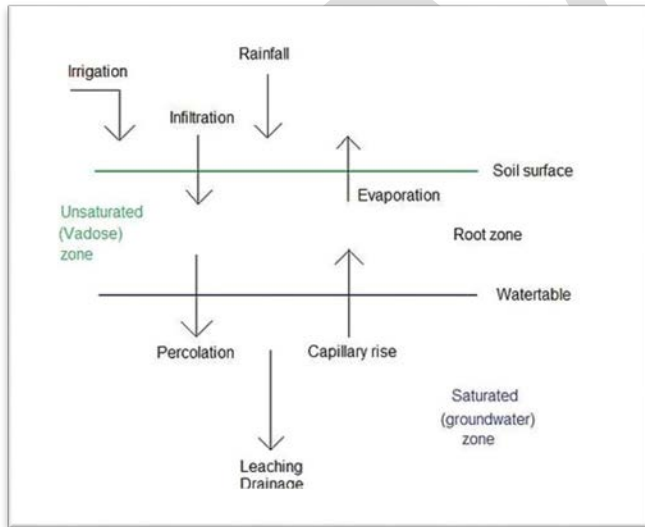 Rainfall
Irrigation
Infiltration
Soil surface
Evaporation
Unsaturated
(Vadose)
zone
Root zone
Watertable
Percolation
Capillary rise
Saturated
(groundwater)
zone
Leaching
Drainage